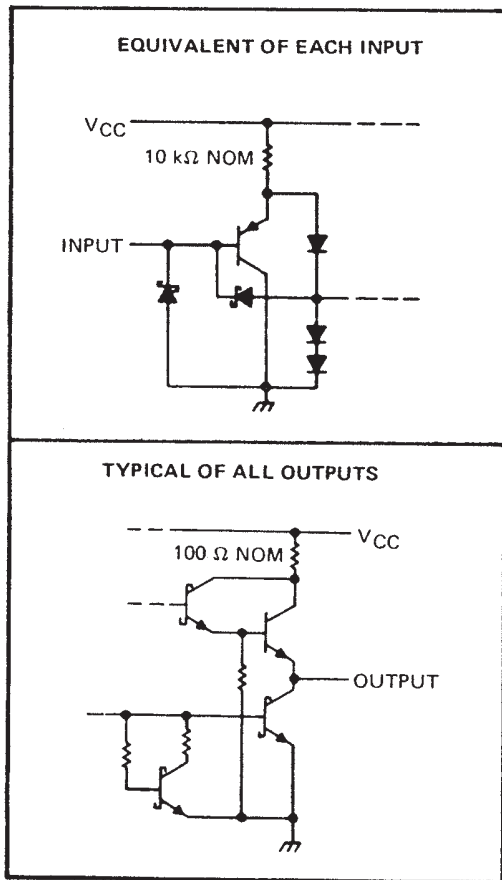 EQUIVALENT OF EACH INPUT
VCC
10 kΩ NOM
INPUT
TYPICAL OF ALL OUTPUTS
VCC
100 Ω NOM
OUTPUT